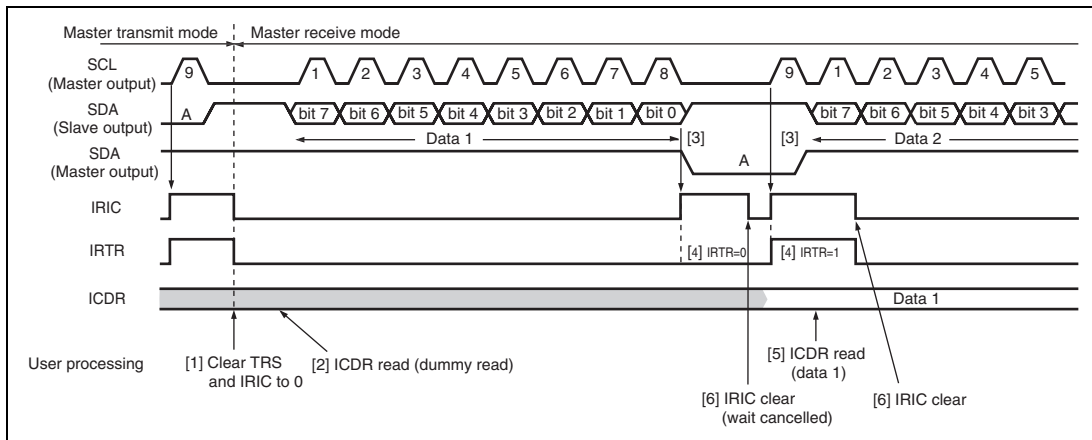 Master transmit mode Master receive mode
SCL
(Master output)
9 1 2 3 4 5 6 7 8 9 1 2 3 4 5
SDA
(Slave output)
A bit 7 bit 6 bit 5 bit 4 bit 3 bit 2 bit 1 bit 0 bit 7 bit 6 bit 5 bit 4 bit 3
Data 1 [3] [3] Data 2
SDA
(Master output)
A
IRIC
IRTR
[4] IRTR=0 [4] IRTR=1
ICDR
Data 1
User processing
[1] Clear TRS
and IRIC to 0
[2] ICDR read (dummy read)
[5] ICDR read
(data 1)
[6] IRIC clear
(wait cancelled)
[6] IRIC clear